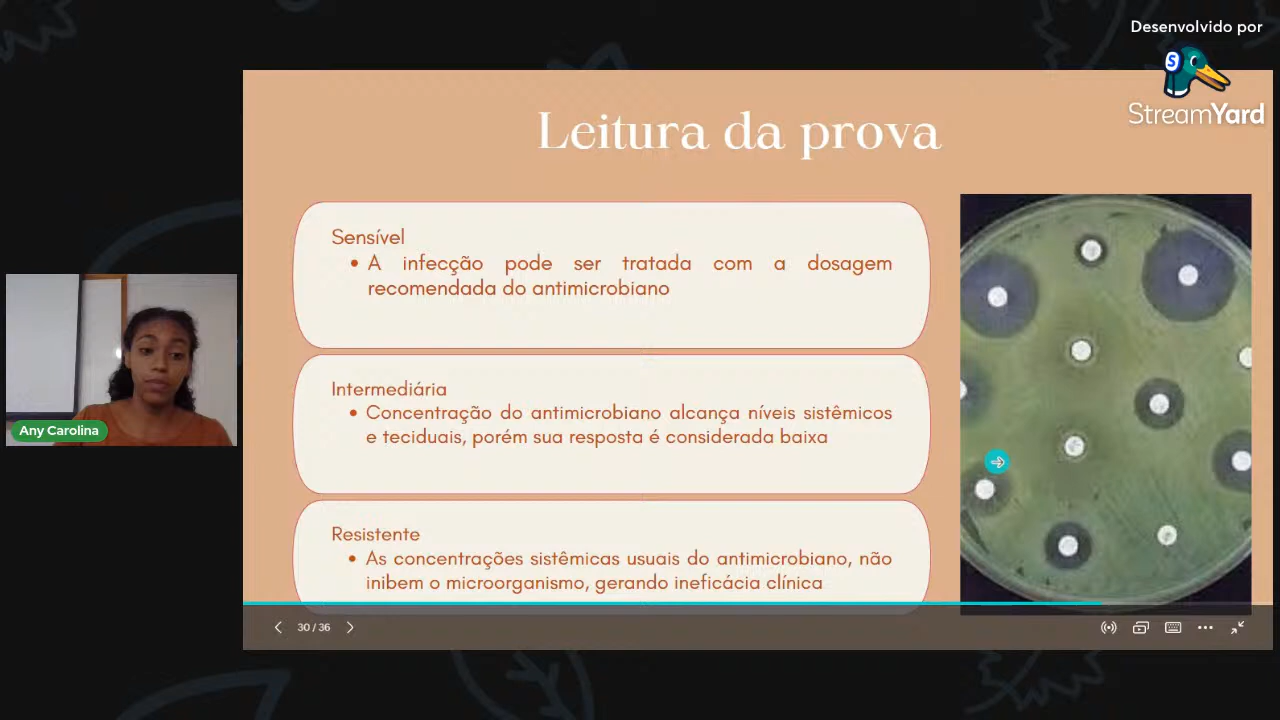 Desenvolvido por
S
StreamYard
Leitura da prova
Sensível
• A infecção pode ser tratada com a dosagem
recomendada do antimicrobiano
Intermediária
• Concentração do antimicrobiano alcança níveis sistêmicos
e teciduais, porém sua resposta é considerada baixa
Resistente
• As concentrações sistêmicas usuais do antimicrobiano, não
inibem o microorganismo, gerando ineficácia clínica
Any Carolina
30 / 36